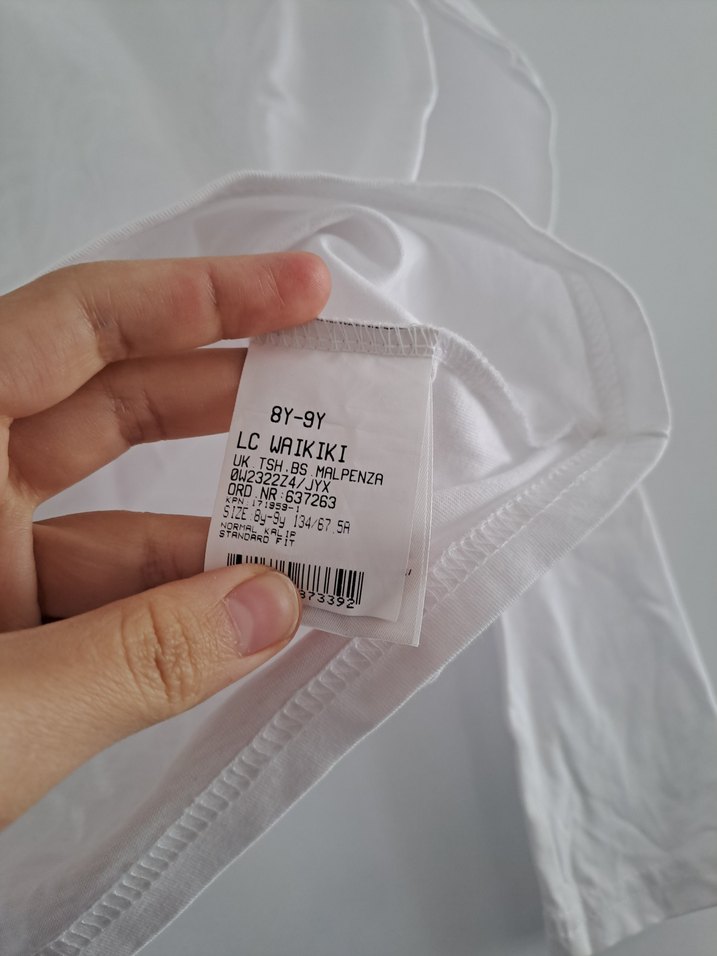 8Y-9Y
LC WAIKIKI
UK.TSH.BS.MALPENZA
0W2322Z4/JYX
ORD.NR:637263
KPN:171959-1
SIZE:8y-9y 134/67.5A
NORMAL KALIP
STANDARD FIT
873392